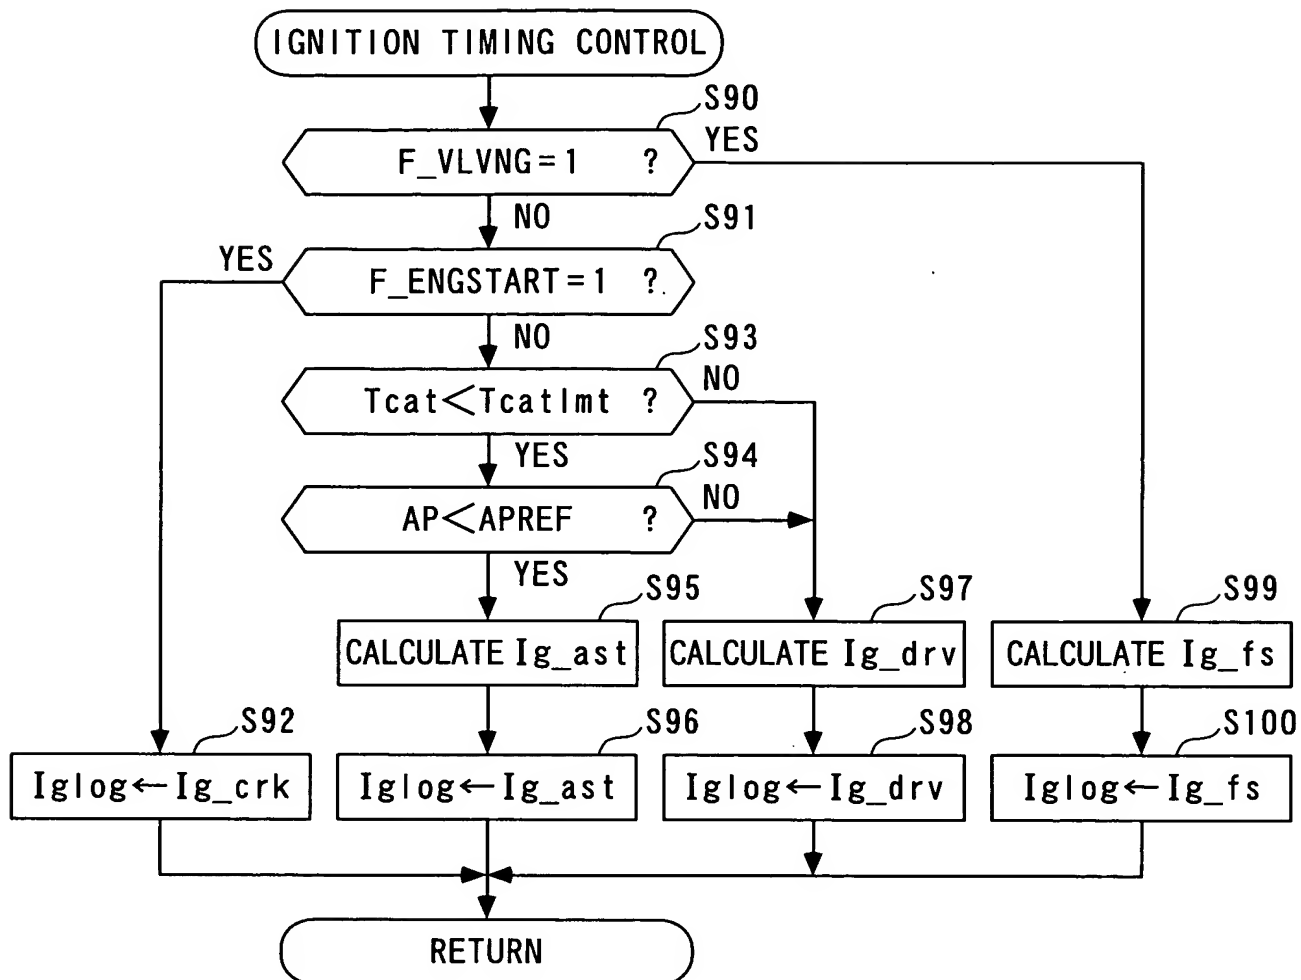 IGNITION TIMING CONTROL
S90
F_VLVNG=1 ?
YES
NO
S91
YES
F_ENGSTART=1 ?
NO
S93
Tcat<Tcatlmt ?
NO
YES
S94
AP<APREF ?
NO
YES
S95
S97
S99
CALCULATE Ig_ast
CALCULATE Ig_drv
CALCULATE Ig_fs
S92
S96
S98
S100
Iglog←Ig_crk
Iglog←Ig_ast
Iglog←Ig_drv
Iglog←Ig_fs
RETURN